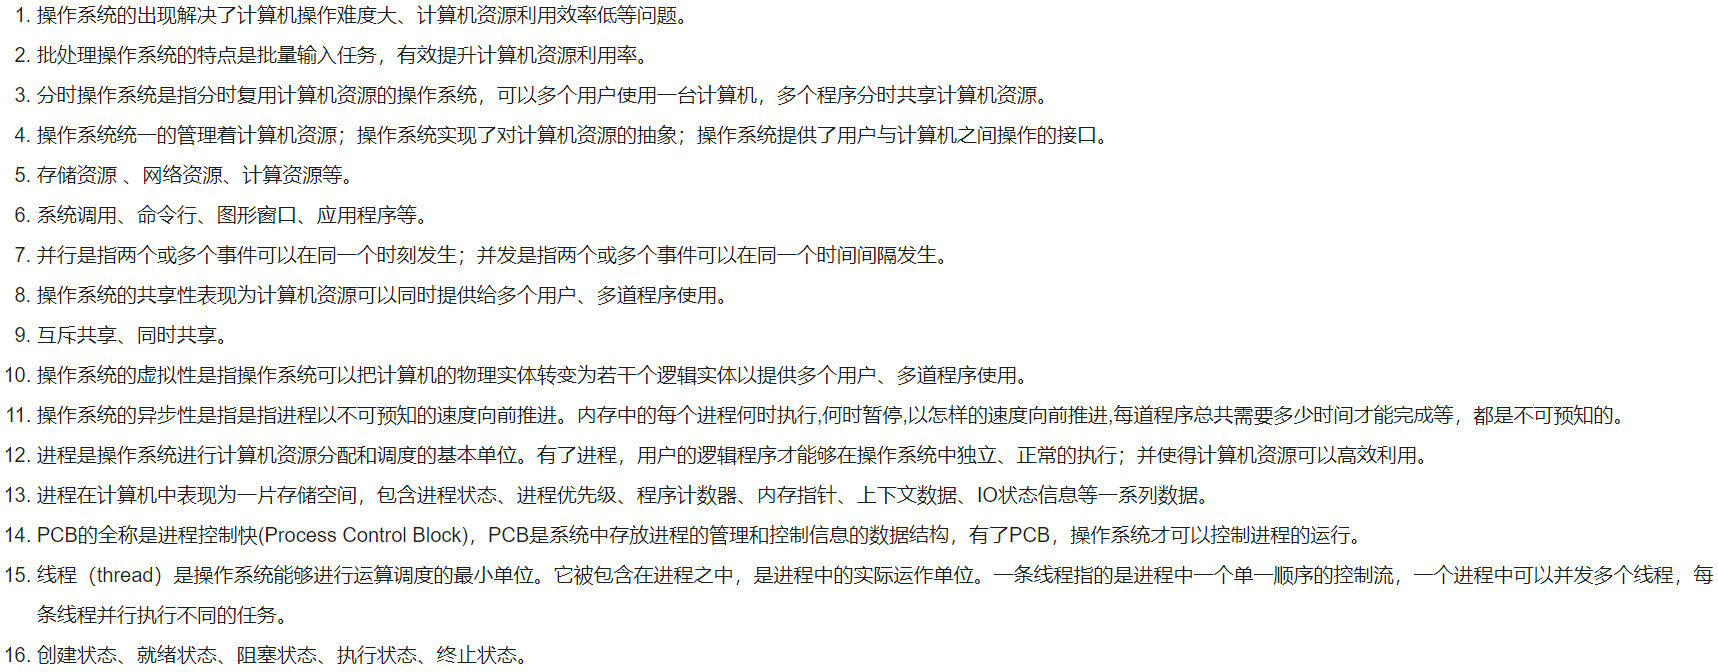 1. 操作系统的出现解决了计算机操作难度大、计算机资源利用效率低等问题。
2. 批处理操作系统的特点是批量输入任务，有效提升计算机资源利用率。
3. 分时操作系统是指分时复用计算机资源的操作系统，可以多个用户使用一台计算机，多个程序分时共享计算机资源。
4. 操作系统统一的管理着计算机资源；操作系统实现了对计算机资源的抽象；操作系统提供了用户与计算机之间操作的接口。
5. 存储资源 、网络资源、计算资源等。
6. 系统调用、命令行、图形窗口、应用程序等。
7. 并行是指两个或多个事件可以在同一个时刻发生；并发是指两个或多个事件可以在同一个时间间隔发生。
8. 操作系统的共享性表现为计算机资源可以同时提供给多个用户、多道程序使用。
9. 互斥共享、同时共享。
10. 操作系统的虚拟性是指操作系统可以把计算机的物理实体转变为若干个逻辑实体以提供多个用户、多道程序使用。
11. 操作系统的异步性是指是指进程以不可预知的速度向前推进。内存中的每个进程何时执行,何时暂停,以怎样的速度向前推进,每道程序总共需要多少时间才能完成等，都是不可预知的。
12. 进程是操作系统进行计算机资源分配和调度的基本单位。有了进程，用户的逻辑程序才能够在操作系统中独立、正常的执行；并使得计算机资源可以高效利用。
13. 进程在计算机中表现为一片存储空间，包含进程状态、进程优先级、程序计数器、内存指针、上下文数据、IO状态信息等一系列数据。
14. PCB的全称是进程控制快(Process Control Block)，PCB是系统中存放进程的管理和控制信息的数据结构，有了PCB，操作系统才可以控制进程的运行。
15. 线程（thread）是操作系统能够进行运算调度的最小单位。它被包含在进程之中，是进程中的实际运作单位。一条线程指的是进程中一个单一顺序的控制流，一个进程中可以并发多个线程，每
条线程并行执行不同的任务。
16. 创建状态、就绪状态、阻塞状态、执行状态、终止状态。